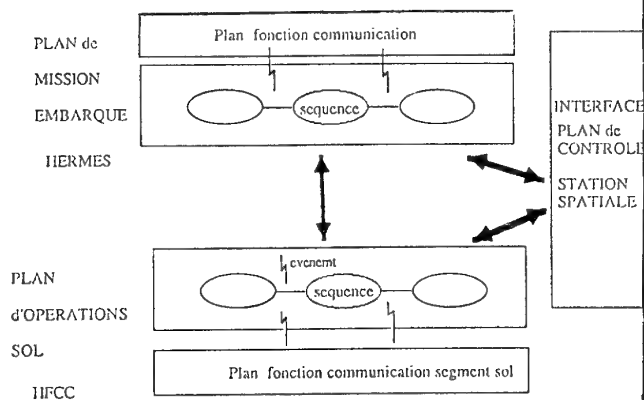 Plan fonction communication
PLAN de
MISSION
EMBARQUE
HERMES
sequence
INTERFACE
PLAN de
CONTROLE
STATION
SPATIALE
PLAN
d'OPERATIONS
SOL
HFCC
evenemt
sequence
Plan fonction communication segment sol